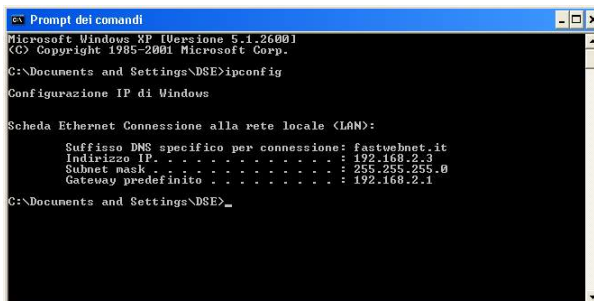 Prompt dei comandi
Microsoft Windows XP [Versione 5.1.2600]
(C) Copyright 1985-2001 Microsoft Corp.
C:\Documents and Settings\DSE>ipconfig
Configurazione IP di Windows
Scheda Ethernet Connessione alla rete locale (LAN):
Suffisso DNS specifico per connessione: fastwebnet.it
Indirizzo IP. . . . . . . . . . . . . : 192.168.2.3
Subnet mask . . . . . . . . . . . . . : 255.255.255.0
Gateway predefinito . . . . . . . . . : 192.168.2.1
C:\Documents and Settings\DSE>_